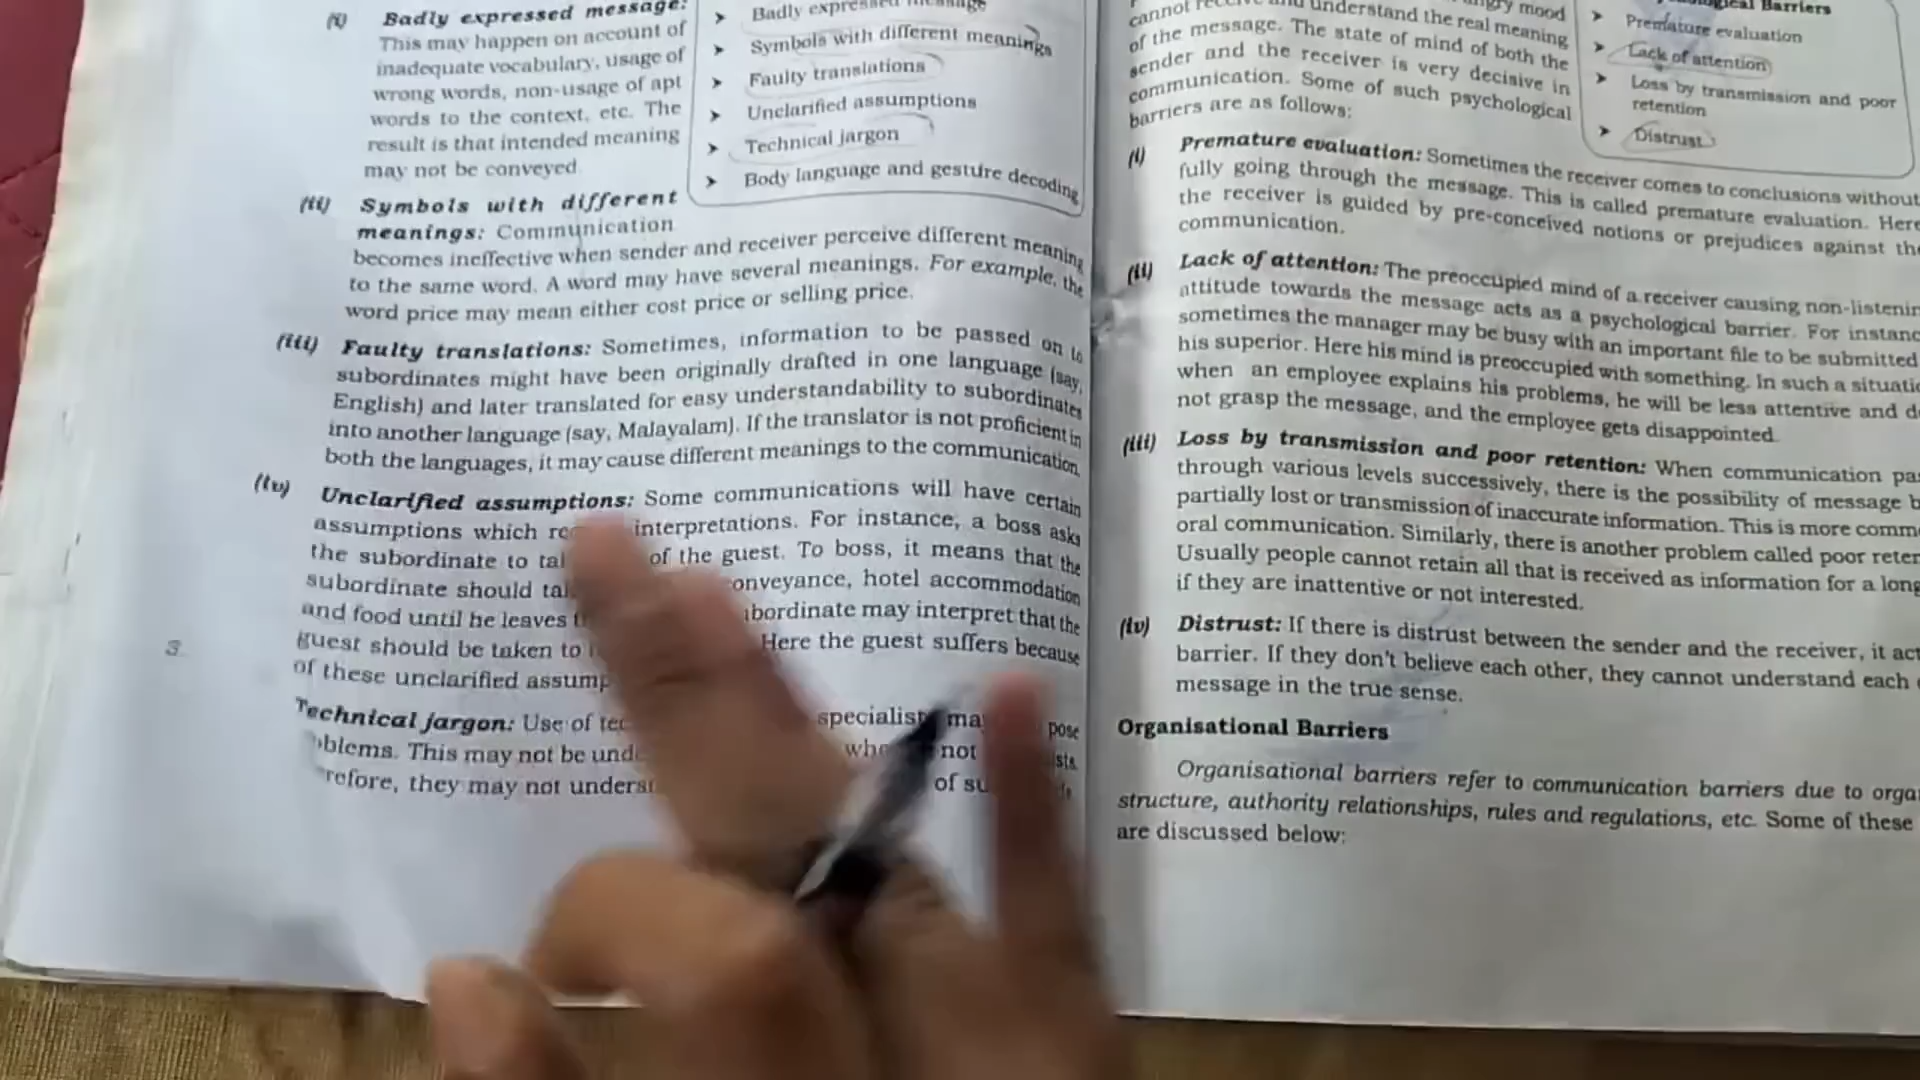 (i) Badly expressed message:
This may happen on account of
inadequate vocabulary, usage of
wrong words, non-usage of apt
words to the context, etc. The
result is that intended meaning
may not be conveyed
➤ Badly expressed message
➤ Symbols with different meanings
➤ Faulty translations
➤ Unclarified assumptions
➤ Technical jargon
➤ Body language and gesture decoding
(ii) Symbols with different
meanings: Communication
becomes ineffective when sender and receiver perceive different meaning
to the same word. A word may have several meanings. For example, the
word price may mean either cost price or selling price.
(iii) Faulty translations: Sometimes, information to be passed on to
subordinates might have been originally drafted in one language (say,
English) and later translated for easy understandability to subordinates
into another language (say, Malayalam). If the translator is not proficient in
both the languages, it may cause different meanings to the communication.
(iv) Unclarified assumptions: Some communications will have certain
assumptions which interpretations. For instance, a boss asks
the subordinate to of the guest. To boss, it means that the
subordinate should hotel accommodation
and food until he leaves may interpret that the
guest should be taken to Here the guest suffers because
of these unclarified
3.
Technical jargon: Use of specialist pose
This may not be not
they may not of
mood
cannot understand the real meaning
of the message. The state of mind of both the
sender and the receiver is very decisive in
communication. Some of such psychological
barriers are as follows:
Barriers
➤ Premature evaluation
➤ Lack of attention
➤ Loss by transmission and poor
retention
➤ Distrust
(i) Premature evaluation: Sometimes the receiver comes to conclusions without
fully going through the message. This is called premature evaluation. Here
the receiver is guided by pre-conceived notions or prejudices against the
communication.
(ii) Lack of attention: The preoccupied mind of a receiver causing
attitude towards the message acts as a psychological barrier. For
sometimes the manager may be busy with an important file to be submitted
his superior. Here his mind is preoccupied with something. In such a
when an employee explains his problems, he will be less attentive and
not grasp the message, and the employee gets disappointed.
(iii) Loss by transmission and poor retention: When communication
through various levels successively, there is the possibility of message
partially lost or transmission of inaccurate information. This is more
oral communication. Similarly, there is another problem called poor
Usually people cannot retain all that is received as information for a long
if they are inattentive or not interested.
(iv) Distrust: If there is distrust between the sender and the receiver, it
barrier. If they don't believe each other, they cannot understand each
message in the true sense.
Organisational Barriers
Organisational barriers refer to communication barriers due to
structure, authority relationships, rules and regulations, etc. Some of these
are discussed below: